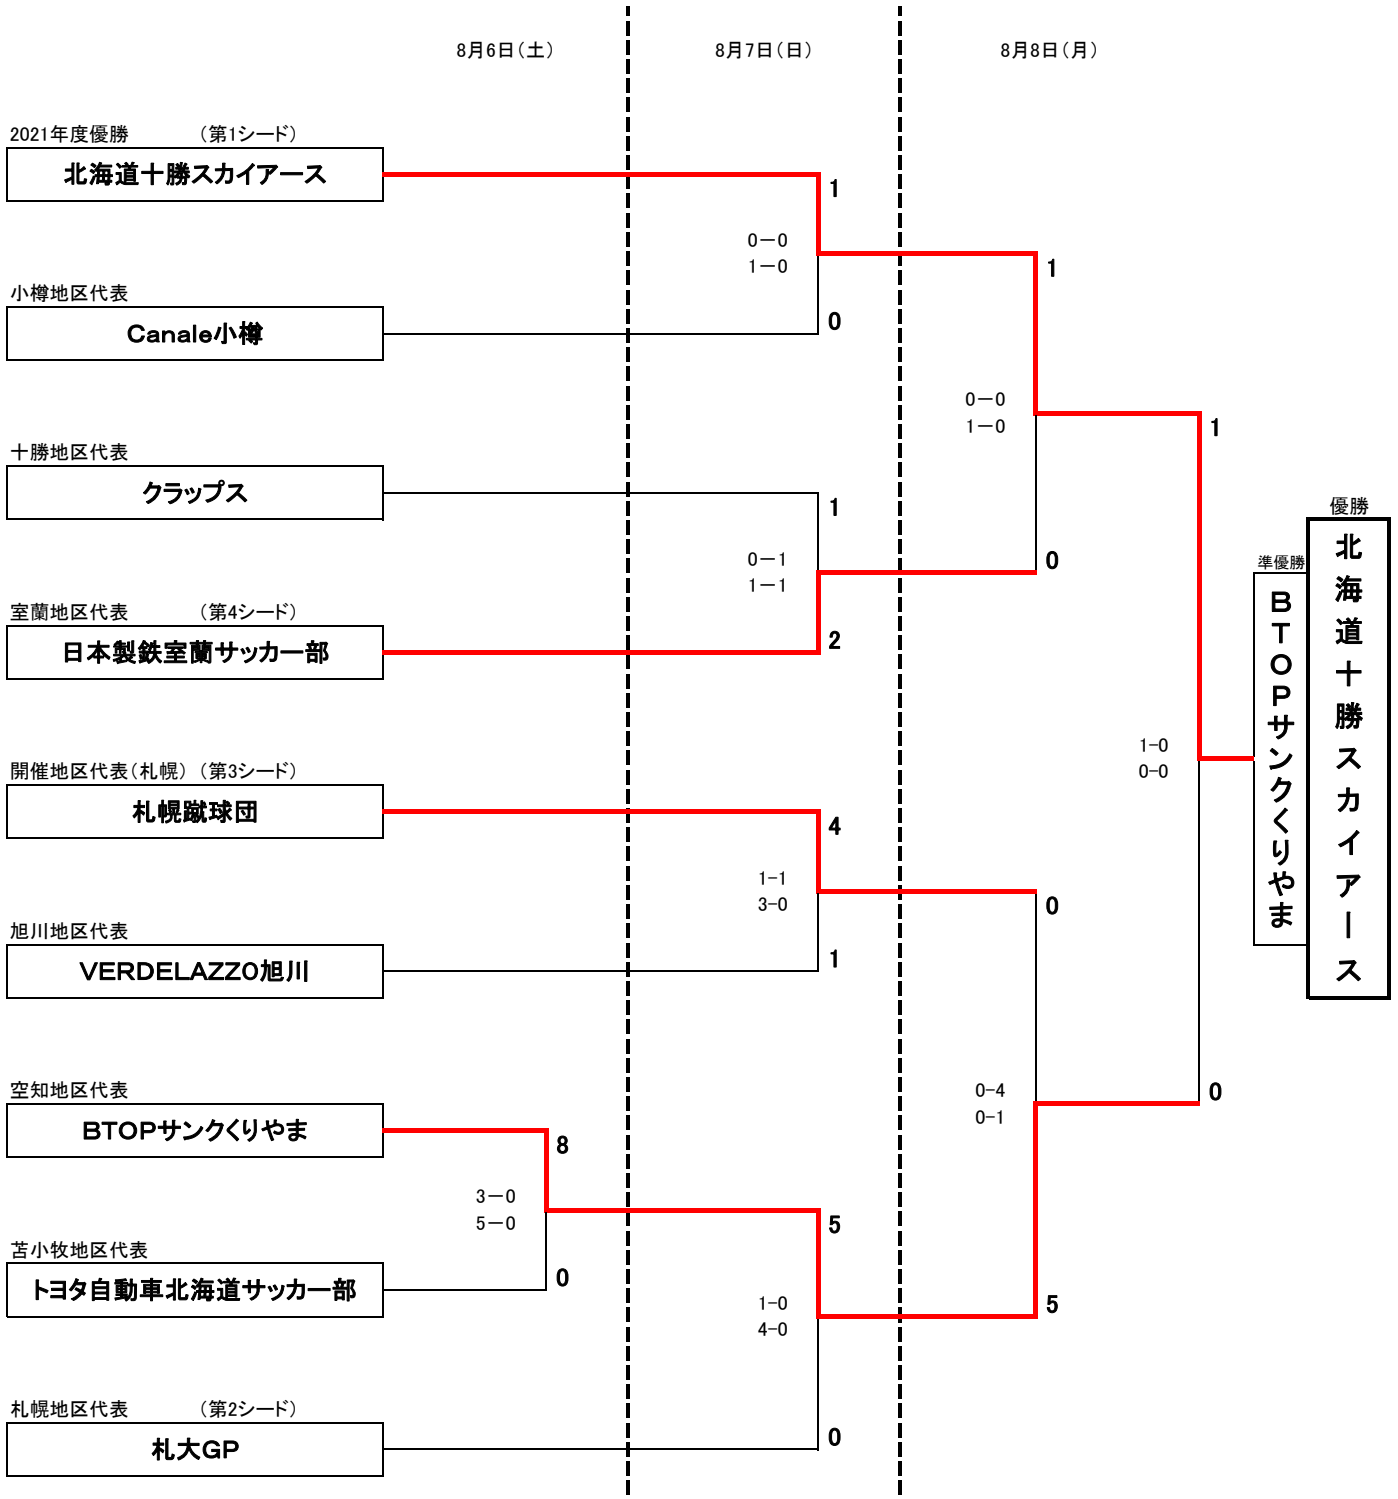 8月6日（土）
8月7日（日）
8月8日（月）
2021年度優勝　（第1シード）
北海道十勝スカイアース
1
0－0
1－0
1
小樽地区代表
Canale小樽
0
0－0
1－0
1
十勝地区代表
クラップス
1
0－1
1－1
0
室蘭地区代表　（第4シード）
日本製鉄室蘭サッカー部
2
優勝
北海道十勝スカイアース
準優勝
BTOPサンクくりやま
1-0
0-0
開催地区代表（札幌）（第3シード）
札幌蹴球団
4
1-1
3-0
0
旭川地区代表
VERDELAZZO旭川
1
空知地区代表
BTOPサンクくりやま
8
0-4
0-1
0
3－0
5－0
5
苫小牧地区代表
トヨタ自動車北海道サッカー部
0
1-0
4-0
5
札幌地区代表　（第2シード）
札大GP
0